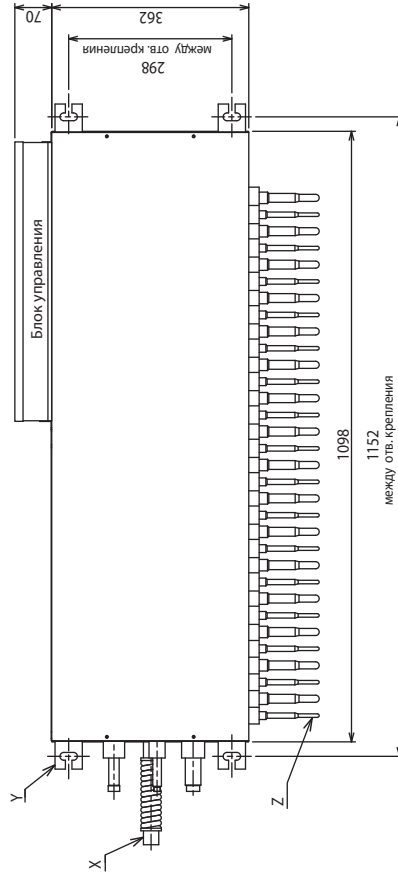 70
362
298
между отв. крепления
Блок управления
1098
1152
между отв. крепления
Y
X
Z